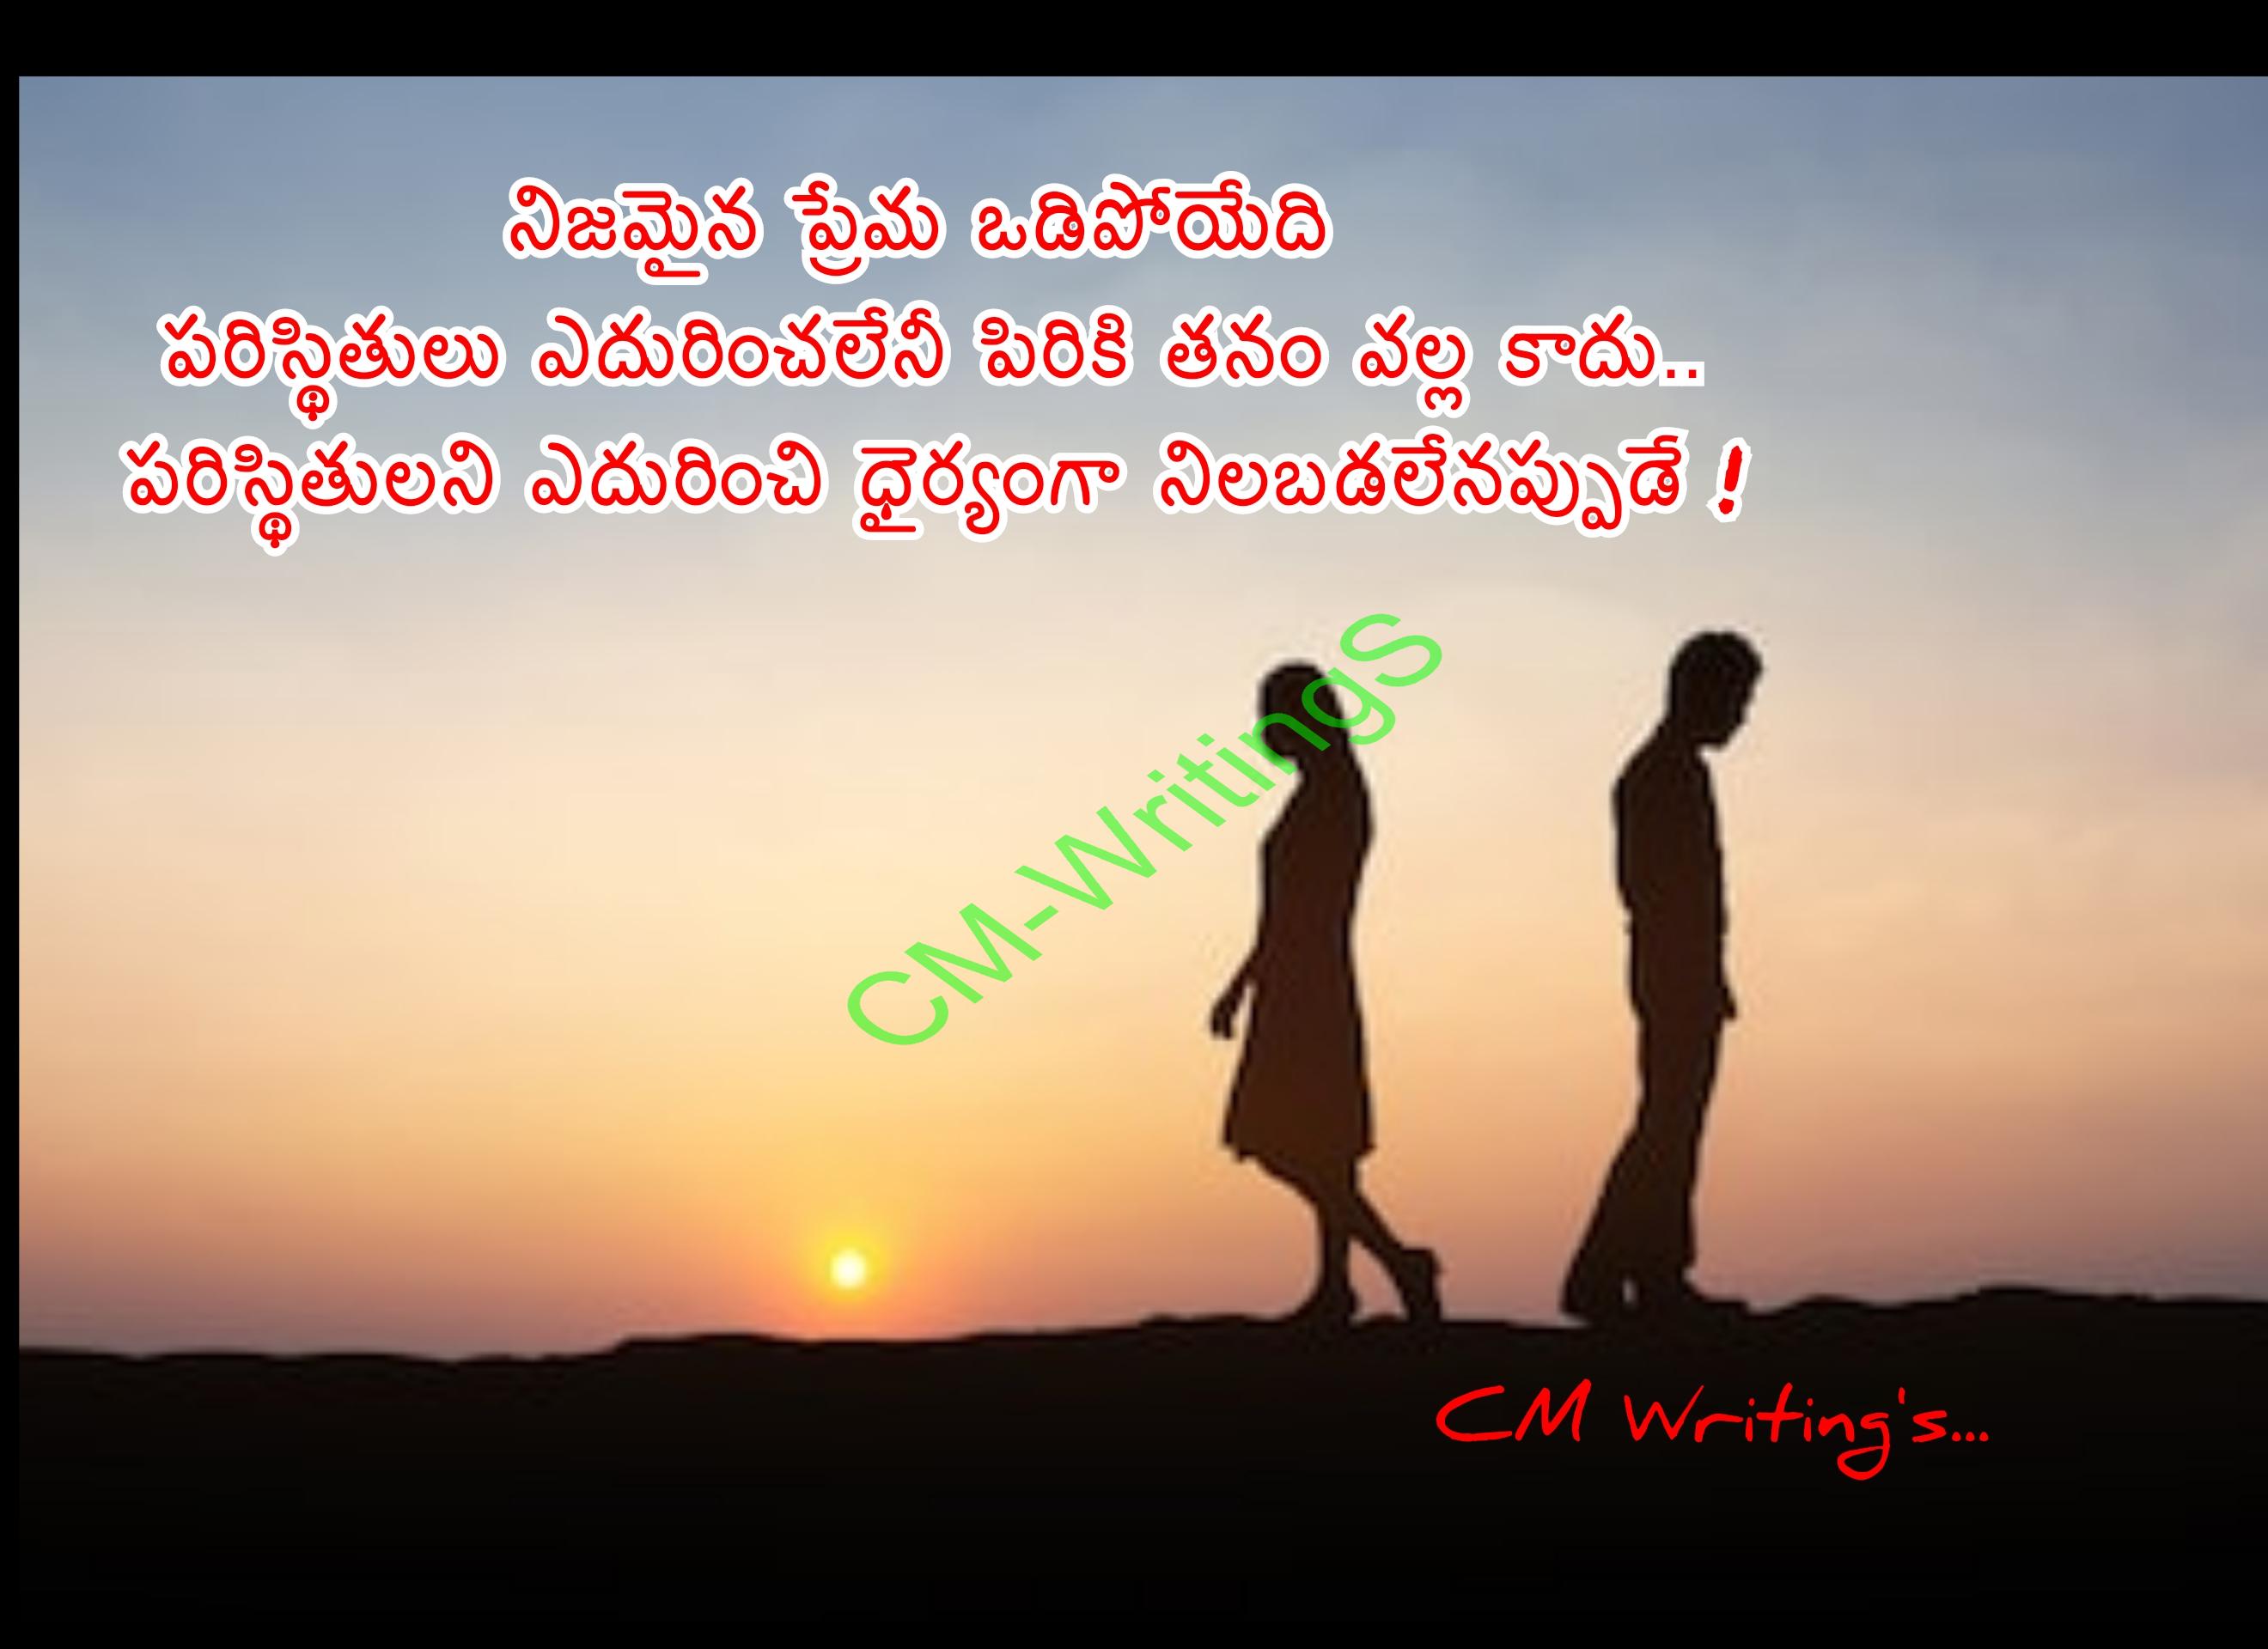 నిజమైన ప్రేమ ఒడిపోయేది
పరిస్థితులు ఎదురించలేనీ పిరికి తనం వల్ల కాదు..
పరిస్థితులని ఎదురించి ధైర్యంగా నిలబడలేనప్పుడే !
CM-WritingS
CM Writing's...